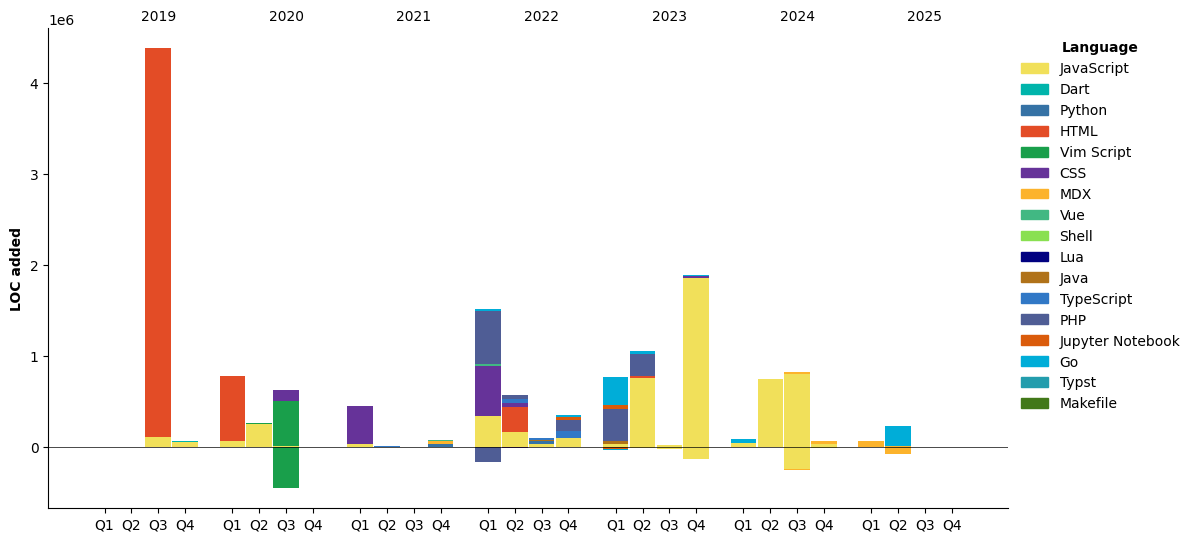 1e6
2019 2020 2021 2022 2023 2024 2025
LOC added
4
3
2
1
0
Q1 Q2 Q3 Q4 Q1 Q2 Q3 Q4 Q1 Q2 Q3 Q4 Q1 Q2 Q3 Q4 Q1 Q2 Q3 Q4 Q1 Q2 Q3 Q4 Q1 Q2 Q3 Q4
Language
JavaScript
Dart
Python
HTML
Vim Script
CSS
MDX
Vue
Shell
Lua
Java
TypeScript
PHP
Jupyter Notebook
Go
Typst
Makefile